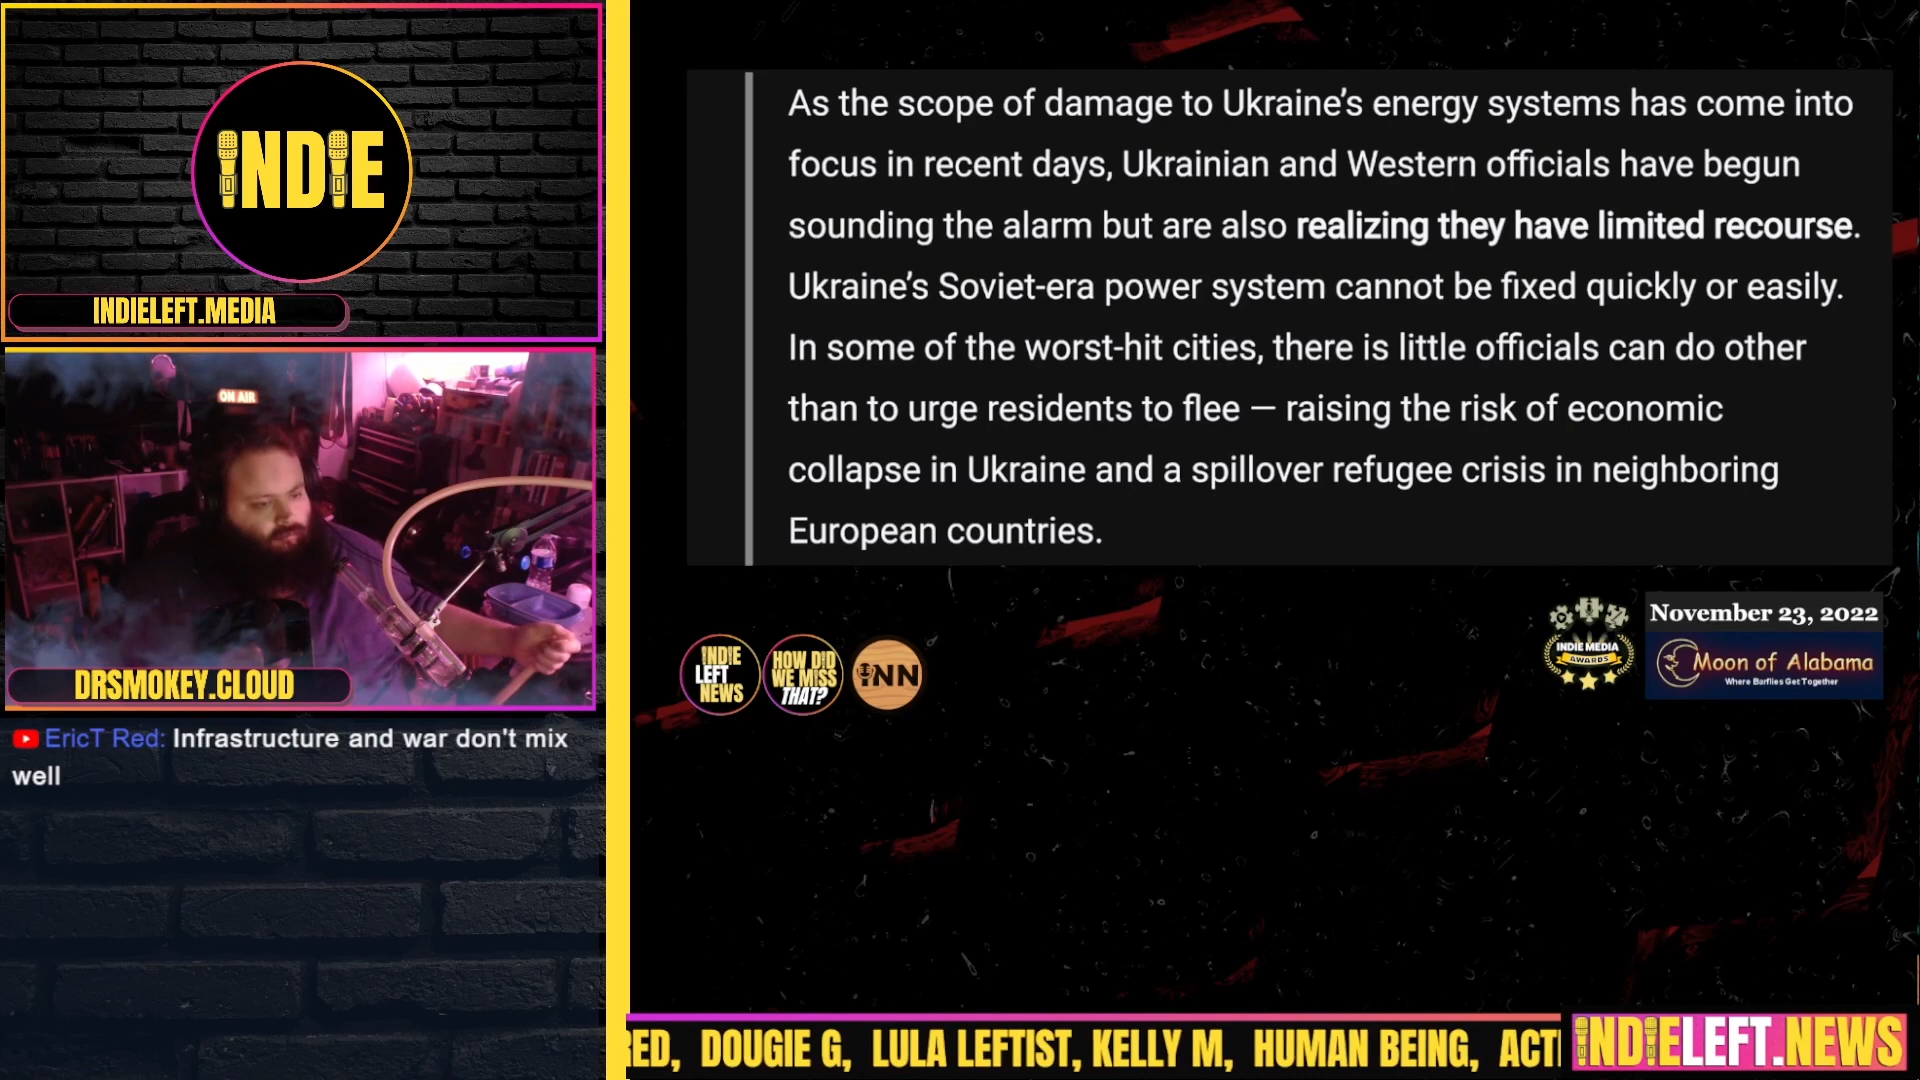 INDIE
INDIELEFT.MEDIA
ON AIR
DRSMOKEY.CLOUD
EricT Red: Infrastructure and war don't mix
well
As the scope of damage to Ukraine’s energy systems has come into
focus in recent days, Ukrainian and Western officials have begun
sounding the alarm but are also realizing they have limited recourse.
Ukraine’s Soviet-era power system cannot be fixed quickly or easily.
In some of the worst-hit cities, there is little officials can do other
than to urge residents to flee — raising the risk of economic
collapse in Ukraine and a spillover refugee crisis in neighboring
European countries.
INDIE
LEFT
NEWS
HOW DID
WE MISS
THAT?
INN
INDIE MEDIA
AWARDS
November 23, 2022
Moon of Alabama
Where Barflies Get Together
RED, DOUGIE G, LULA LEFTIST, KELLY M, HUMAN BEING, ACTI
INDIELEFT.NEWS